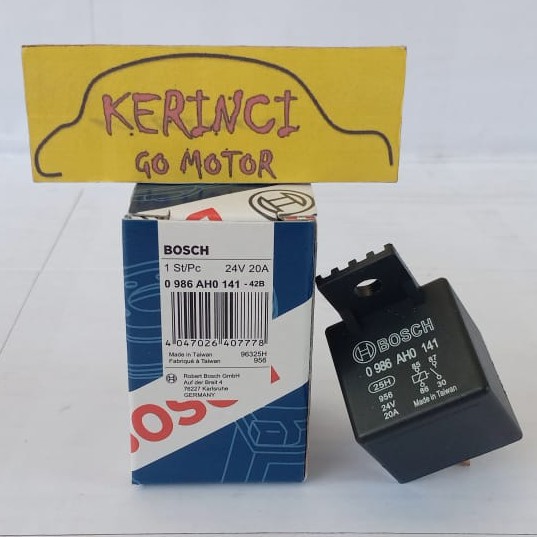 KERINCI
GO MOTOR
BOSCH
1 St/Pc 24V 20A
0 986 AH0 141 - 42B
4 047026 407778
Made in Taiwan 96325H
Fabriqué à Taiwan 956
Robert Bosch GmbH
Auf der Breit 4
76227 Karlsruhe
GERMANY
BOSCH
BOSCH
0 986 AH0 141
25H
85 87
956
24V
86 30
20A
Made in Taiwan